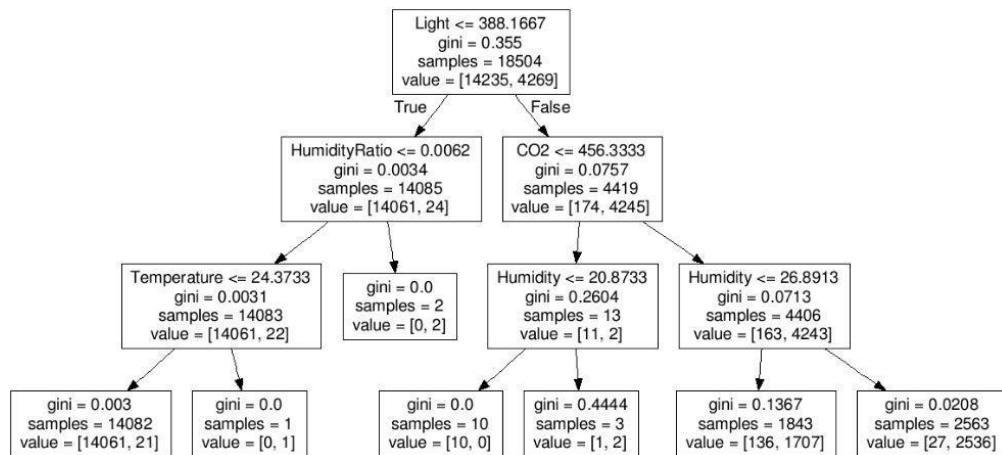 Light <= 388.1667
gini = 0.355
samples = 18504
value = [14235, 4269]
True
False
HumidityRatio <= 0.0062
gini = 0.0034
samples = 14085
value = [14061, 24]
CO2 <= 456.3333
gini = 0.0757
samples = 4419
value = [174, 4245]
Temperature <= 24.3733
gini = 0.0031
samples = 14083
value = [14061, 22]
gini = 0.0
samples = 2
value = [0, 2]
Humidity <= 20.8733
gini = 0.2604
samples = 13
value = [11, 2]
Humidity <= 26.8913
gini = 0.0713
samples = 4406
value = [163, 4243]
gini = 0.003
samples = 14082
value = [14061, 21]
gini = 0.0
samples = 1
value = [0, 1]
gini = 0.0
samples = 10
value = [10, 0]
gini = 0.4444
samples = 3
value = [1, 2]
gini = 0.1367
samples = 1843
value = [136, 1707]
gini = 0.0208
samples = 2563
value = [27, 2536]